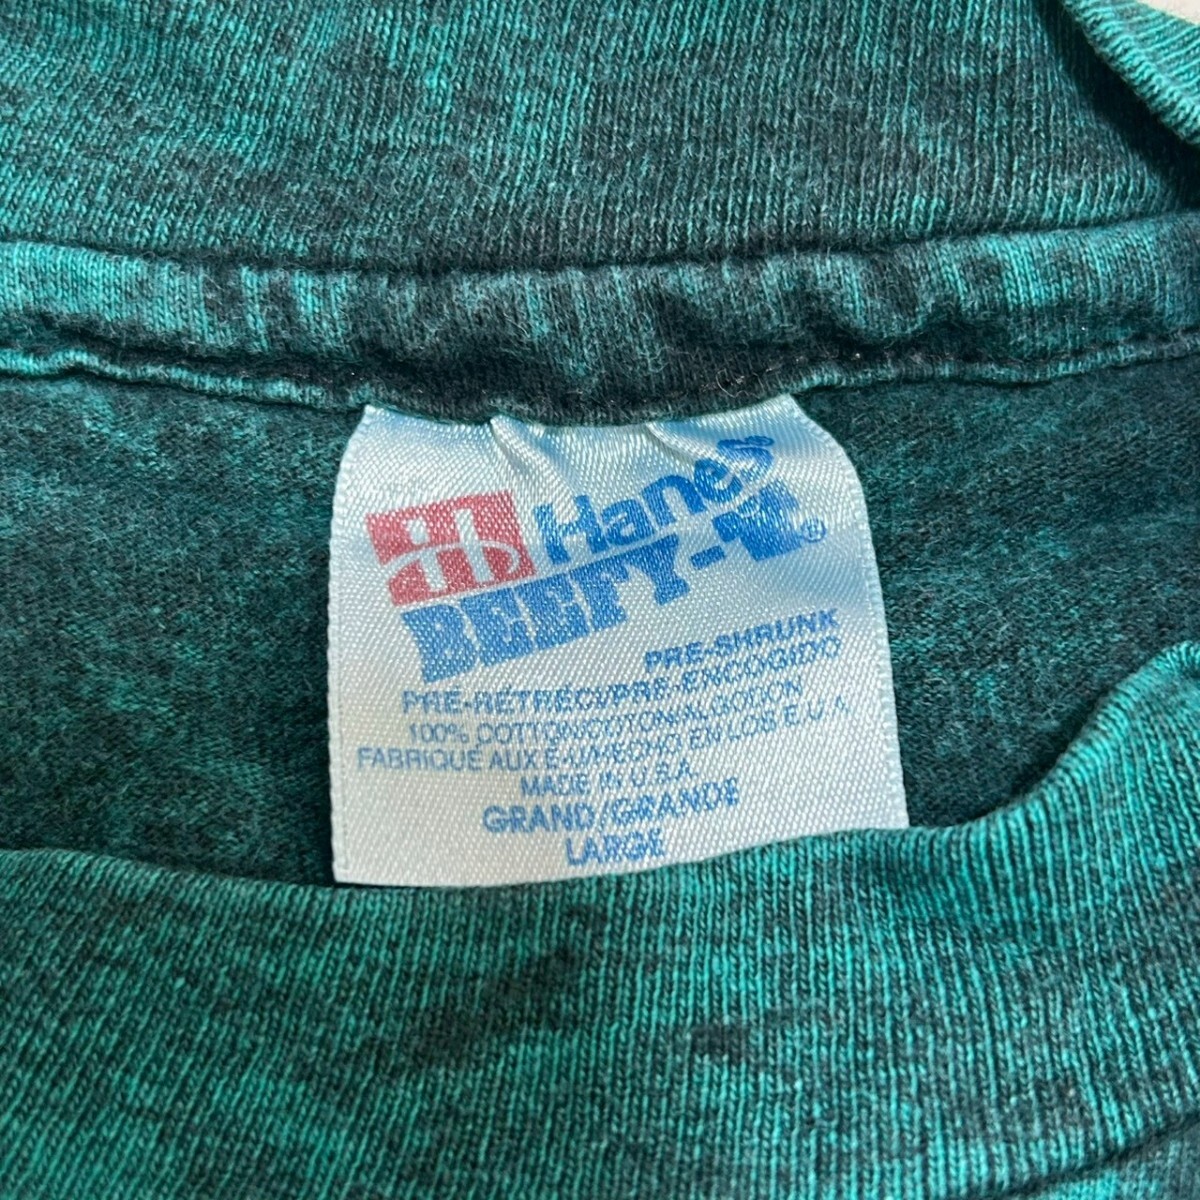 Hanes
BEEFY-T®
PRE-SHRUNK
PRE-RÉTRÉCI/PRE-ENCOGIDO
100% COTTON/COTON/ALGODON
FABRIQUÉ AUX É-U/HECHO EN LOS E.U.A.
MADE IN U.S.A.
GRAND/GRANDE
LARGE